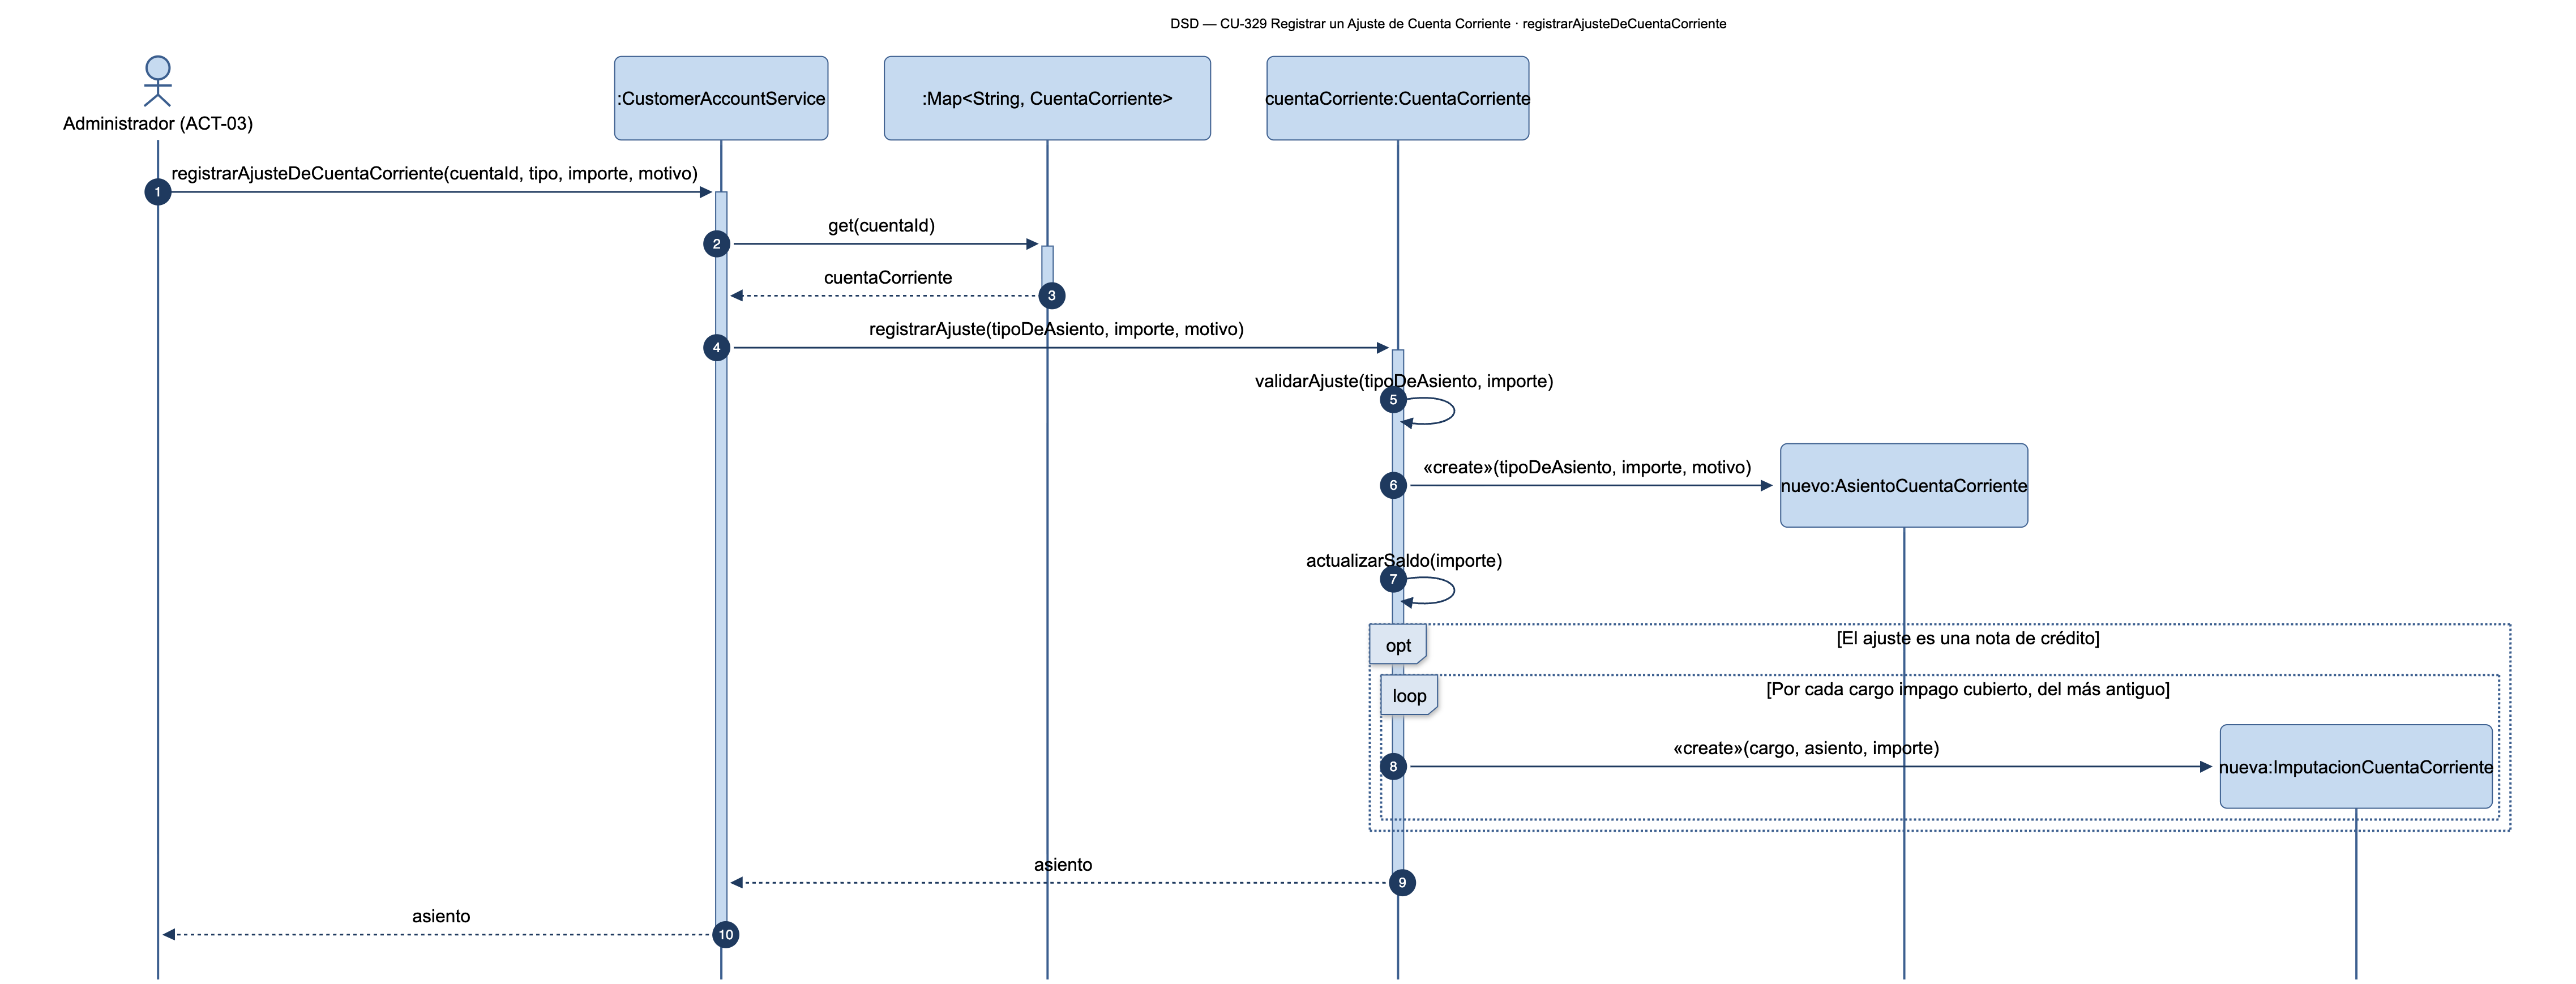 DSD — CU-329 Registrar un Ajuste de Cuenta Corriente · registrarAjusteDeCuentaCorriente
Administrador (ACT-03)
:CustomerAccountService
:Map<String, CuentaCorriente>
cuentaCorriente:CuentaCorriente
registrarAjusteDeCuentaCorriente(cuentaId, tipo, importe, motivo)
1
get(cuentaId)
2
cuentaCorriente
3
registrarAjuste(tipoDeAsiento, importe, motivo)
4
validarAjuste(tipoDeAsiento, importe)
5
«create»(tipoDeAsiento, importe, motivo)
6
nuevo:AsientoCuentaCorriente
actualizarSaldo(importe)
7
opt
[El ajuste es una nota de crédito]
loop
[Por cada cargo impago cubierto, del más antiguo]
«create»(cargo, asiento, importe)
8
nueva:ImputacionCuentaCorriente
asiento
9
asiento
10